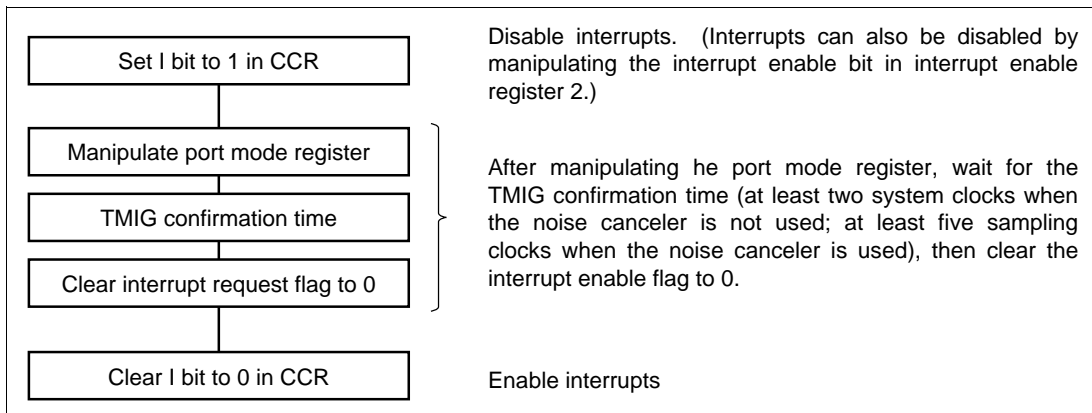 Set I bit to 1 in CCR
Disable interrupts. (Interrupts can also be disabled by
manipulating the interrupt enable bit in interrupt enable
register 2.)
Manipulate port mode register
TMIG confirmation time
Clear interrupt request flag to 0
After manipulating he port mode register, wait for the
TMIG confirmation time (at least two system clocks when
the noise canceler is not used; at least five sampling
clocks when the noise canceler is used), then clear the
interrupt enable flag to 0.
Clear I bit to 0 in CCR
Enable interrupts